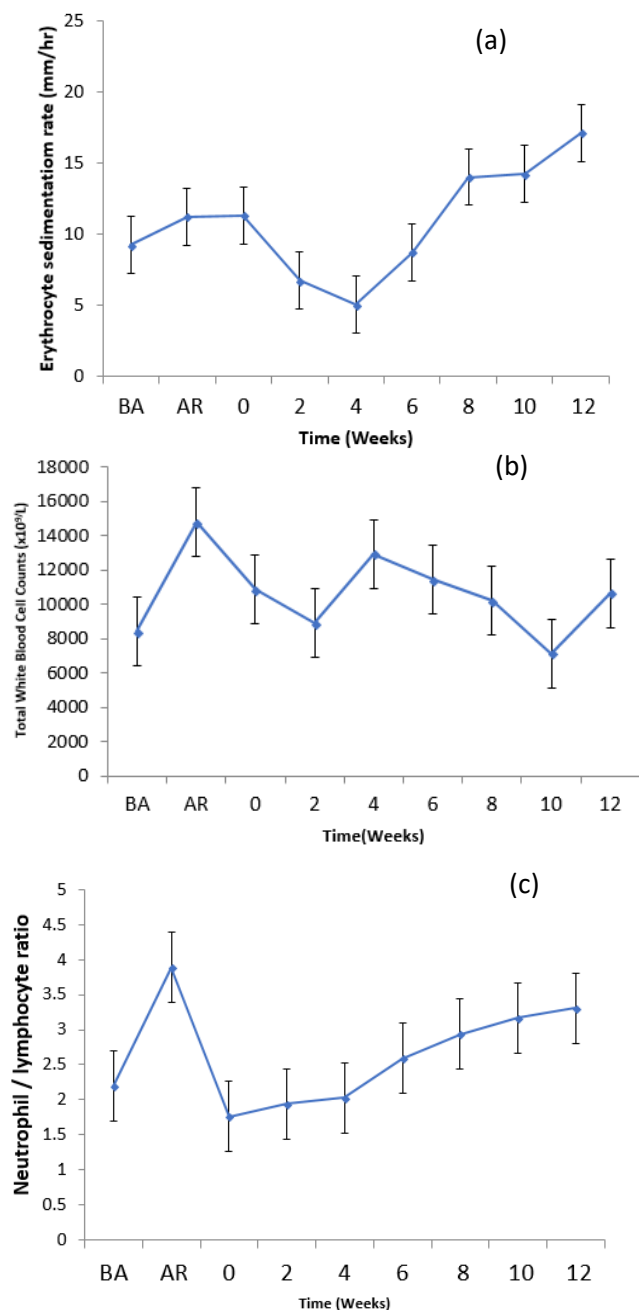 (a)
Erythrocyte sedimentatiom rate (mm/hr)
25
20
15
10
5
0
BA AR 0 2 4 6 8 10 12
Time (Weeks)
(b)
Total White Blood Cell Counts (x10⁹/L)
18000
16000
14000
12000
10000
8000
6000
4000
2000
0
BA AR 0 2 4 6 8 10 12
Time(Weeks)
(c)
Neutrophil / lymphocyte ratio
5
4.5
4
3.5
3
2.5
2
1.5
1
0.5
0
BA AR 0 2 4 6 8 10 12
Time (Weeks)